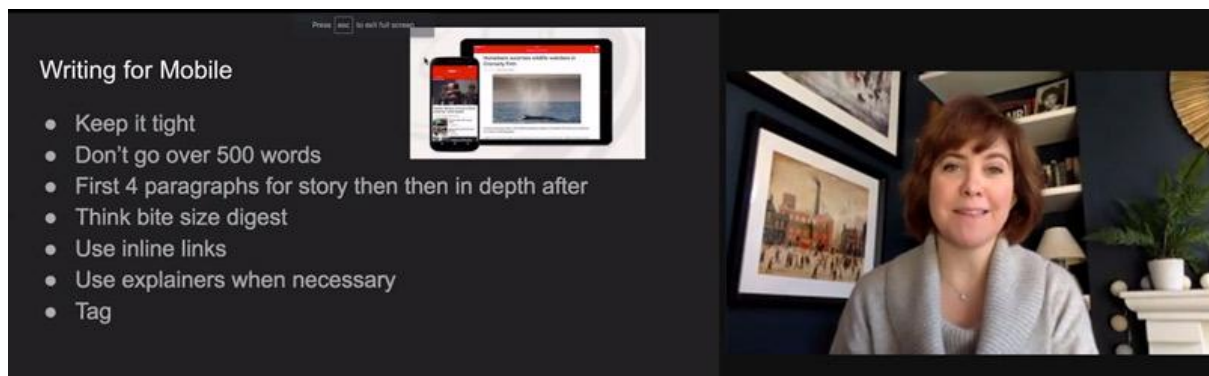 Press esc to exit full screen
Writing for Mobile
● Keep it tight
● Don't go over 500 words
● First 4 paragraphs for story then then in depth after
● Think bite size digest
● Use inline links
● Use explainers when necessary
● Tag